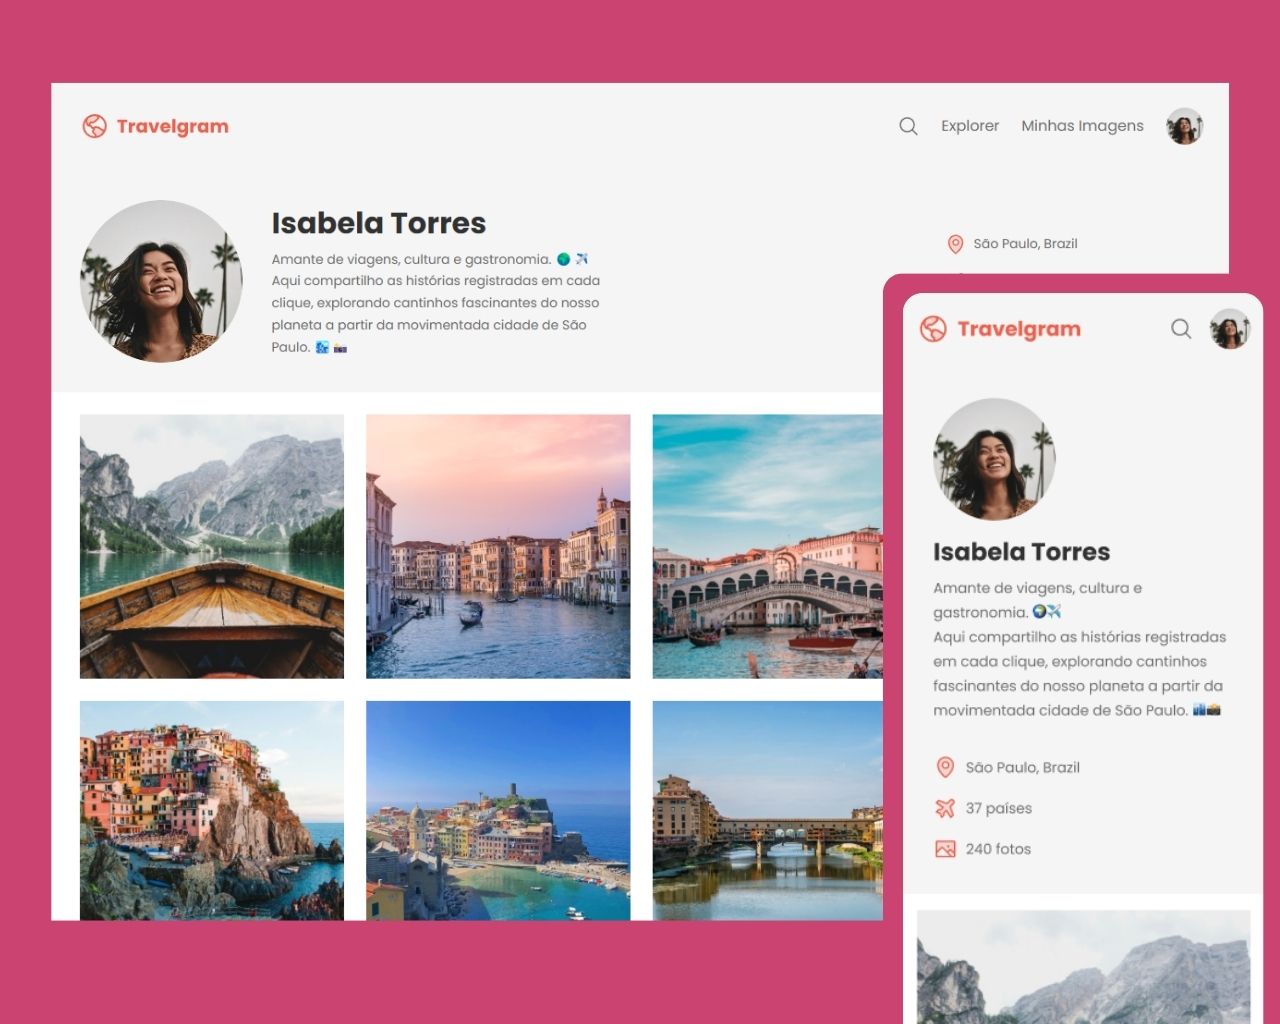 Travelgram
Explorer
Minhas Imagens
Isabela Torres
Amante de viagens, cultura e gastronomia. 🌍 ✈️
Aqui compartilho as histórias registradas em cada
clique, explorando cantinhos fascinantes do nosso
planeta a partir da movimentada cidade de São
Paulo. 🏙️ 📸
São Paulo, Brazil
Travelgram
Isabela Torres
Amante de viagens, cultura e
gastronomia. 🌍✈️
Aqui compartilho as histórias registradas
em cada clique, explorando cantinhos
fascinantes do nosso planeta a partir da
movimentada cidade de São Paulo. 🏙️📸
São Paulo, Brazil
37 países
240 fotos